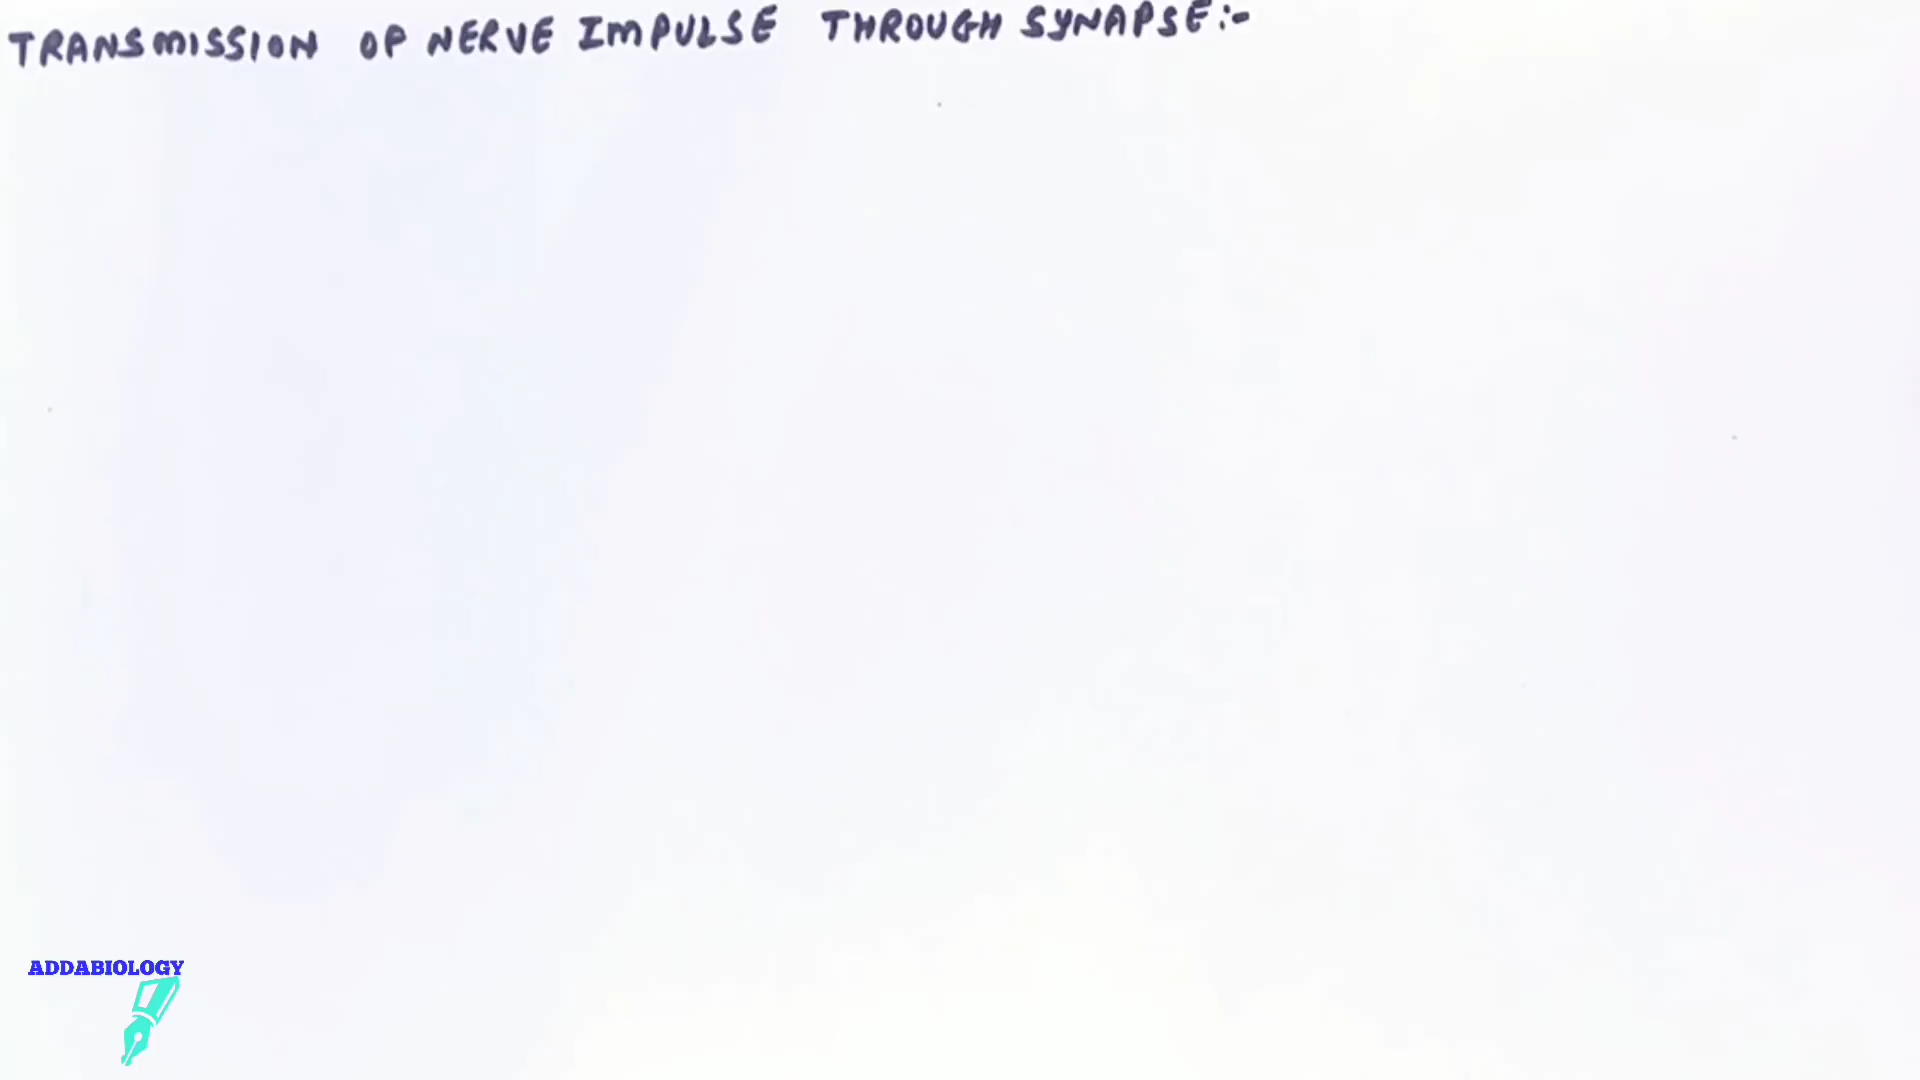 TRANSMISSION OF NERVE IMPULSE THROUGH SYNAPSE:-
ADDABIOLOGY